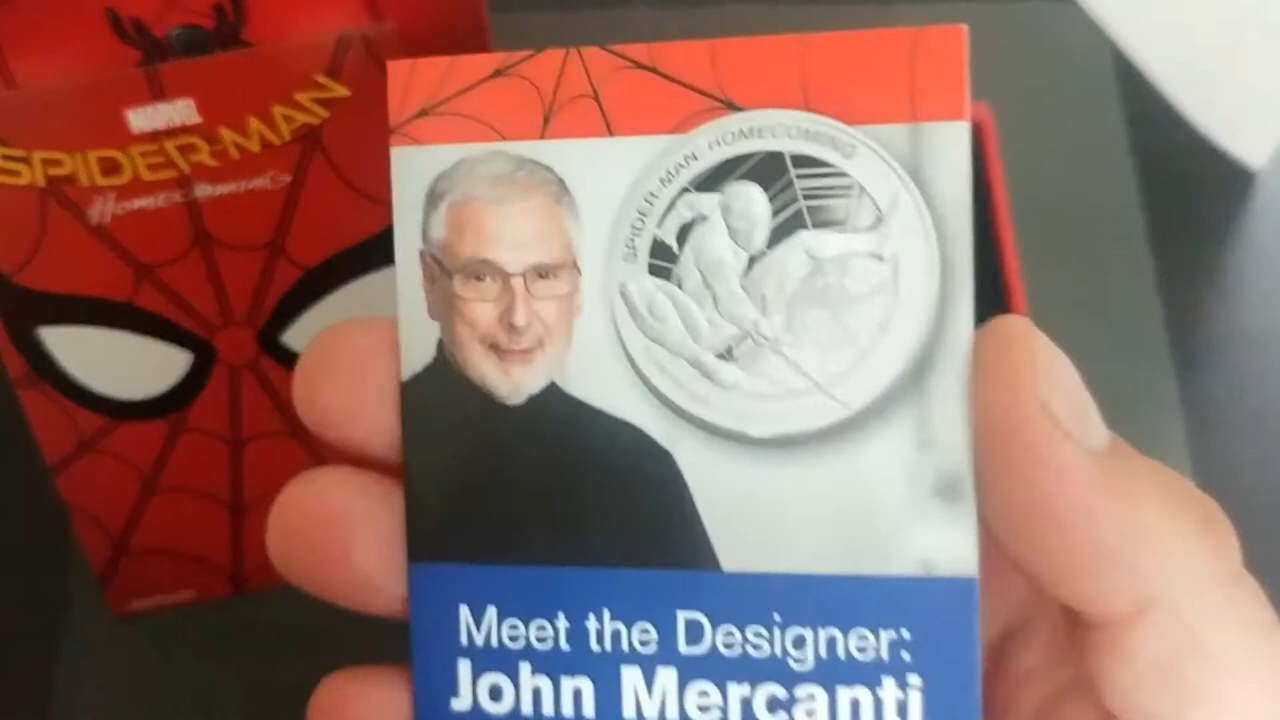 MARVEL
SPIDER-MAN
Homecoming
SPIDER-MAN: HOMECOMING
Meet the Designer:
John Mercanti